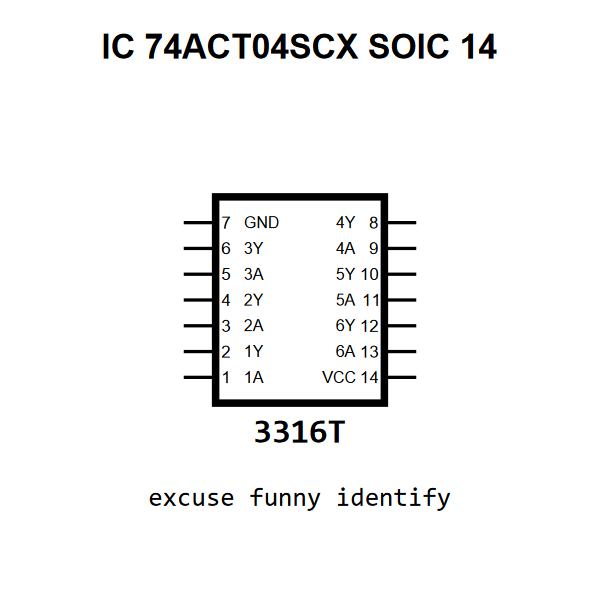 IC 74ACT04SCX SOIC 14
7 GND 4Y 8
6 3Y 4A 9
5 3A 5Y 10
4 2Y 5A 11
3 2A 6Y 12
2 1Y 6A 13
1 1A VCC 14
3316T
excuse funny identify